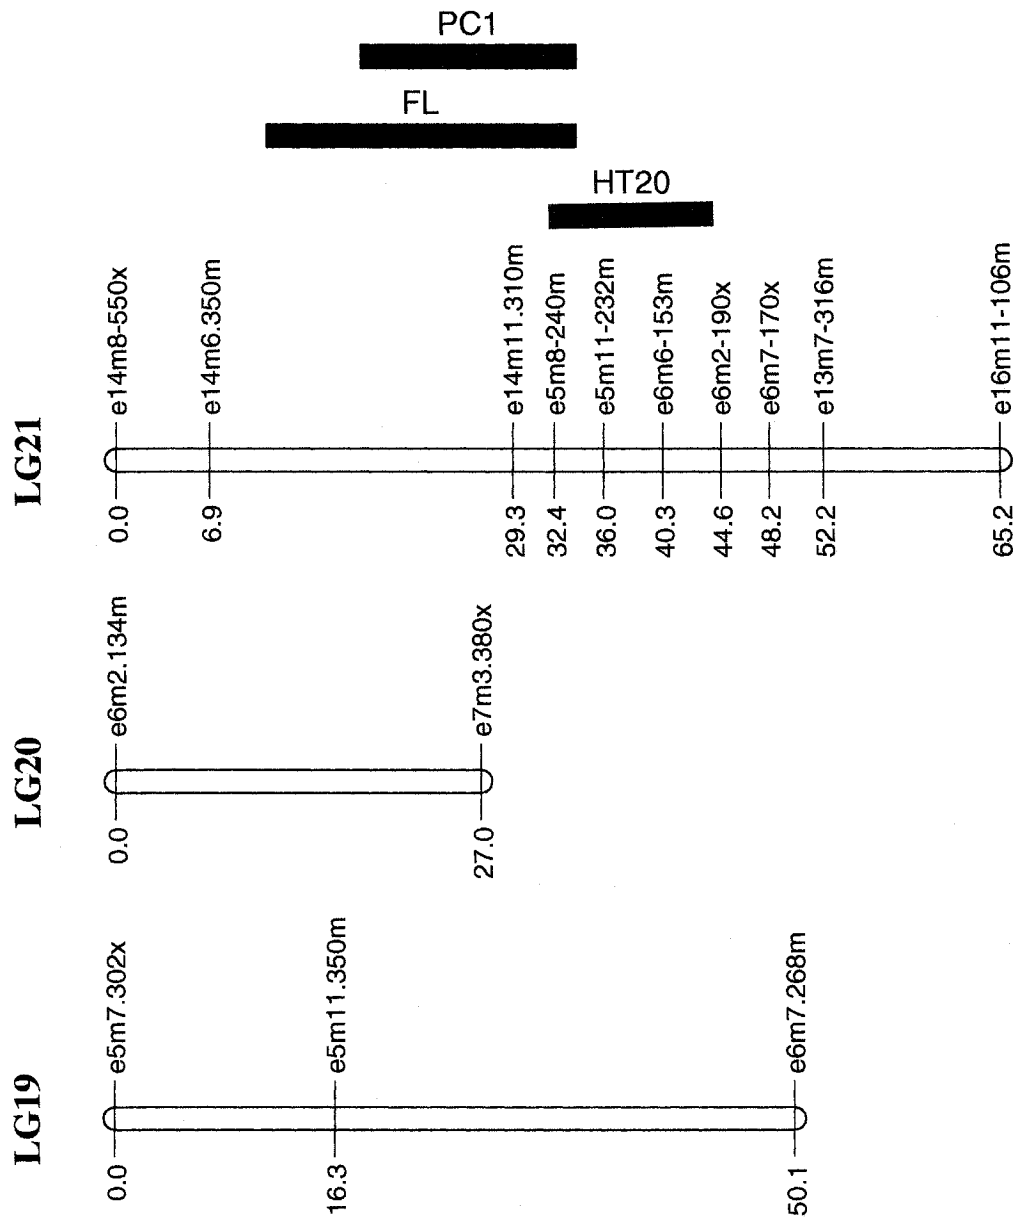 LG19
0.0 e5m7.302x
16.3 e5m11.350m
50.1 e6m7.268m
LG20
0.0 e6m2.134m
27.0 e7m3.380x
LG21
0.0 e14m8-550x
6.9 e14m6.350m
29.3 e14m11.310m
32.4 e5m8-240m
36.0 e5m11-232m
40.3 e6m6-153m
44.6 e6m2-190x
48.2 e6m7-170x
52.2 e13m7-316m
65.2 e16m11-106m
HT20
FL
PC1